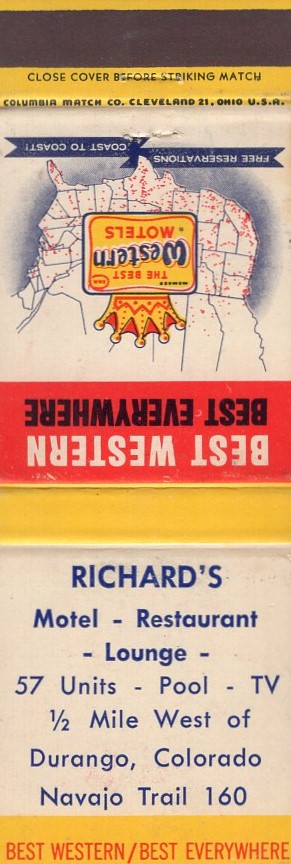 CLOSE COVER BEFORE STRIKING MATCH
COLUMBIA MATCH CO. CLEVELAND 21, OHIO U.S.A.
FREE RESERVATIONS COAST TO COAST!
MEMBER
THE BEST
Western
MOTELS
BEST WESTERN
BEST EVERYWHERE
RICHARD'S
Motel - Restaurant
- Lounge -
57 Units - Pool - TV
½ Mile West of
Durango, Colorado
Navajo Trail 160
BEST WESTERN/BEST EVERYWHERE